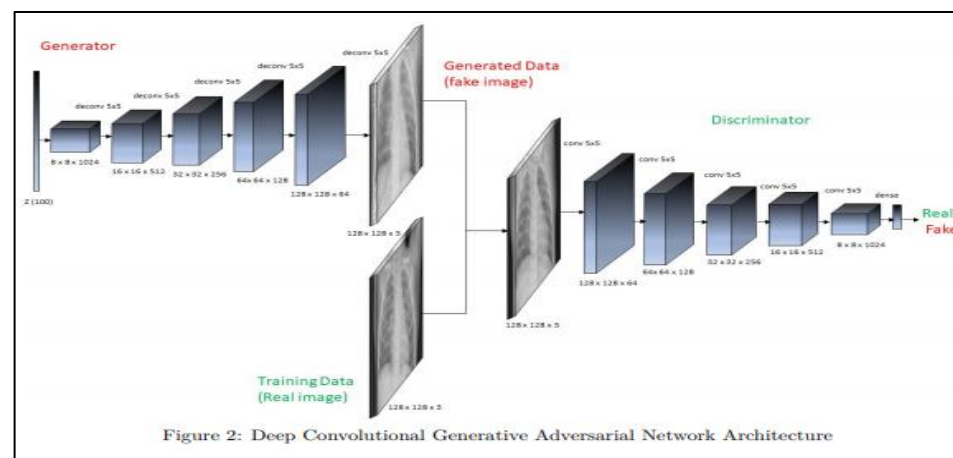 Generator
Z (100)
deconv 5x5
8 x 8 x 1024
deconv 5x5
16 x 16 x 512
deconv 5x5
32 x 32 x 256
deconv 5x5
64 x 64 x 128
deconv 5x5
128 x 128 x 64
128 x 128 x 3
Generated Data
(fake image)
Training Data
(Real image)
128 x 128 x 3
128 x 128 x 3
Discriminator
conv 5x5
128 x 128 x 64
conv 5x5
64 x 64 x 128
conv 5x5
32 x 32 x 256
conv 5x5
16 x 16 x 512
conv 5x5
8 x 8 x 1024
dense
Real
Fake
Figure 2: Deep Convolutional Generative Adversarial Network Architecture